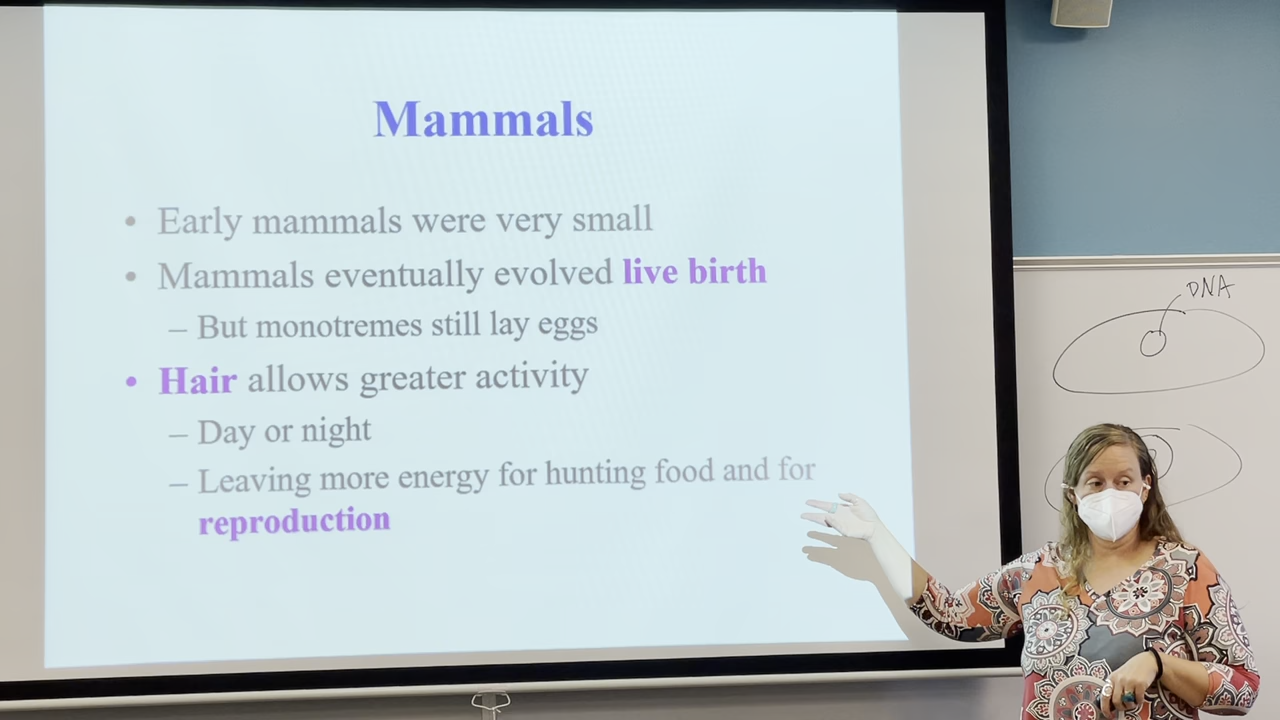 Mammals
• Early mammals were very small
• Mammals eventually evolved live birth
– But monotremes still lay eggs
• Hair allows greater activity
– Day or night
– Leaving more energy for hunting food and for
reproduction
DNA